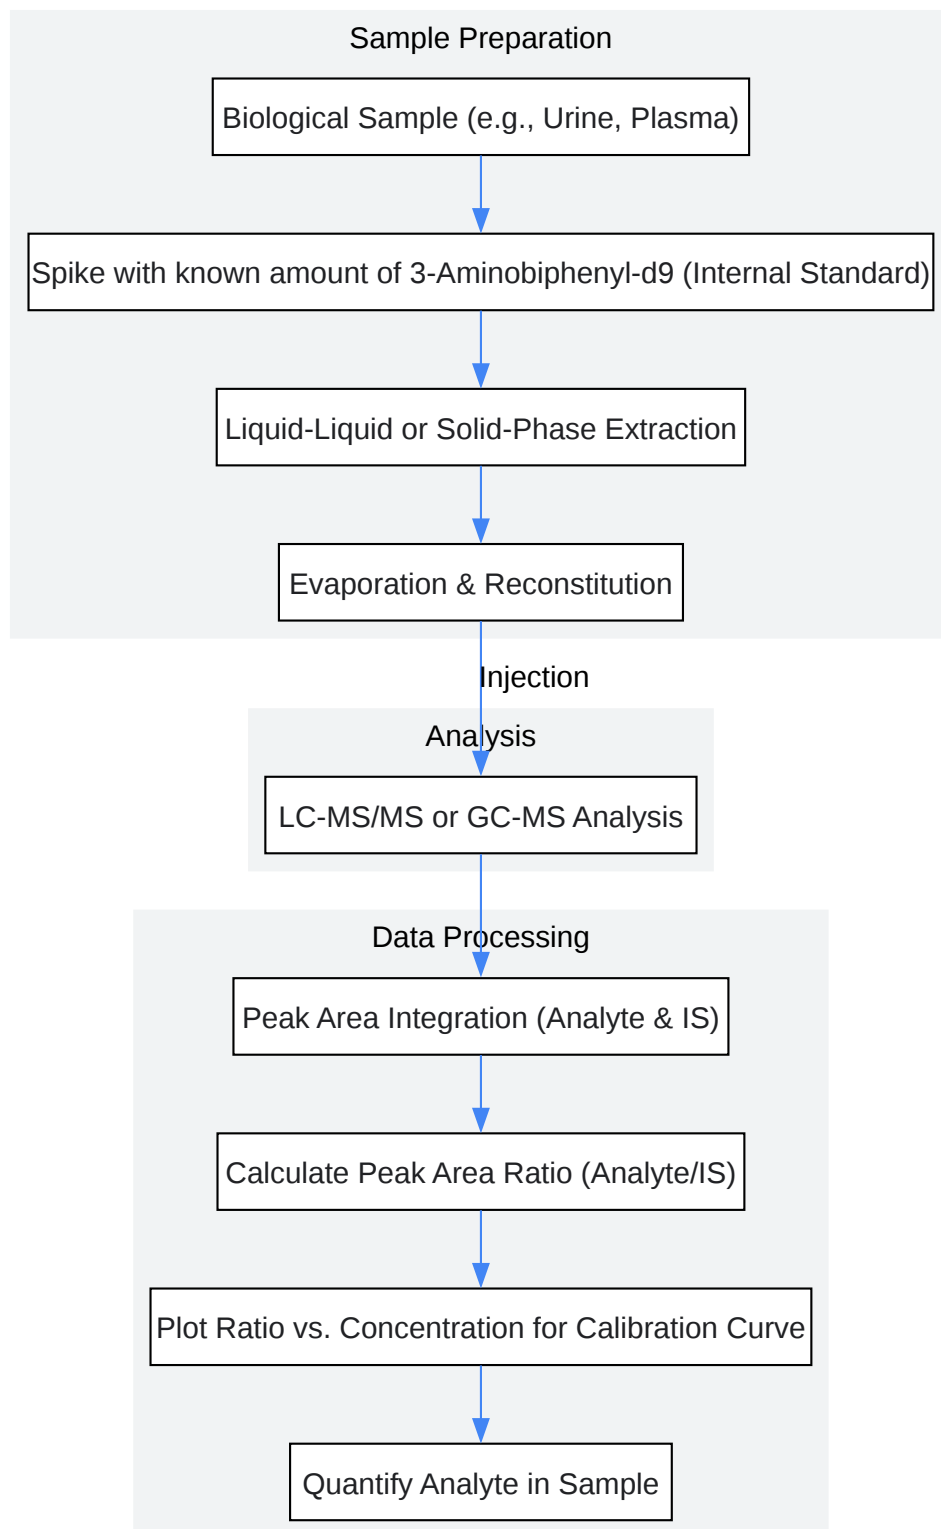 Sample Preparation
Biological Sample (e.g., Urine, Plasma)
Spike with known amount of 3-Aminobiphenyl-d9 (Internal Standard)
Liquid-Liquid or Solid-Phase Extraction
Evaporation & Reconstitution
Injection
Analysis
LC-MS/MS or GC-MS Analysis
Data Processing
Peak Area Integration (Analyte & IS)
Calculate Peak Area Ratio (Analyte/IS)
Plot Ratio vs. Concentration for Calibration Curve
Quantify Analyte in Sample